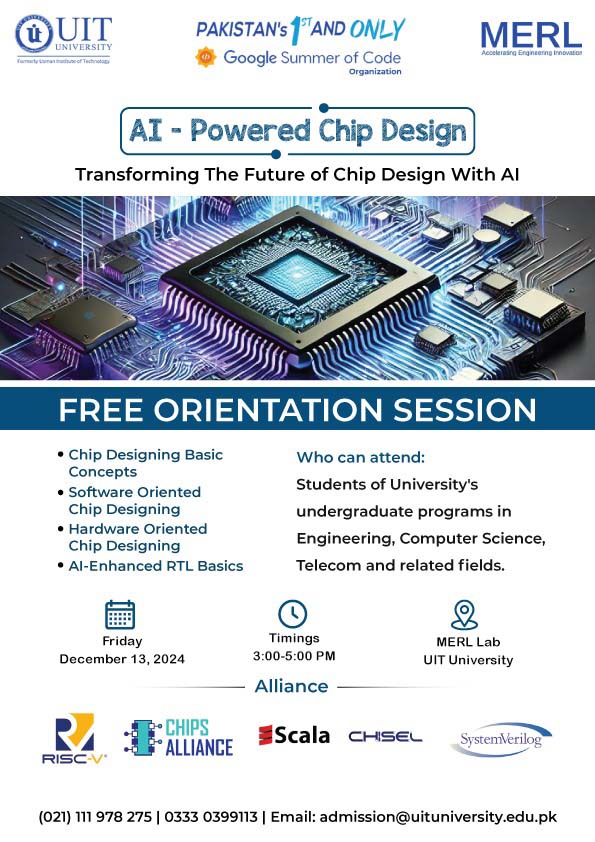 UIT
UNIVERSITY
Formerly Usman Institute of Technology
PAKISTAN's 1ST AND ONLY
Google Summer of Code
Organization
MERL
Accelerating Engineering Innovation
AI - Powered Chip Design
Transforming The Future of Chip Design With AI
FREE ORIENTATION SESSION
• Chip Designing Basic
Concepts
• Software Oriented
Chip Designing
• Hardware Oriented
Chip Designing
• AI-Enhanced RTL Basics
Who can attend:
Students of University's
undergraduate programs in
Engineering, Computer Science,
Telecom and related fields.
Friday
December 13, 2024
Timings
3:00-5:00 PM
MERL Lab
UIT University
Alliance
RISC-V®
CHIPS
ALLIANCE
Scala
CHISEL
SystemVerilog
(021) 111 978 275 | 0333 0399113 | Email: admission@uituniversity.edu.pk